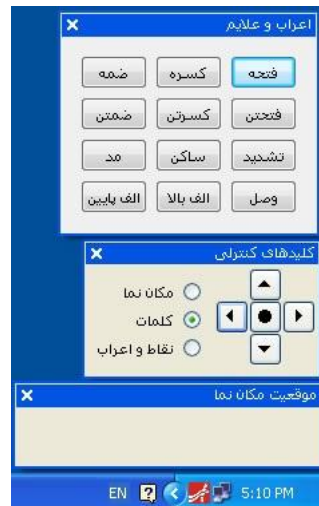 اعراب و علایم
فتحه کسره ضمه
فتحتن کسرتن ضمتن
تشدید ساکن مد
وصل الف بالا الف پایین
کلیدهای کنترلی
مکان نما
کلمات
نقاط و اعراب
موقعیت مکان نما
EN 5:10 PM